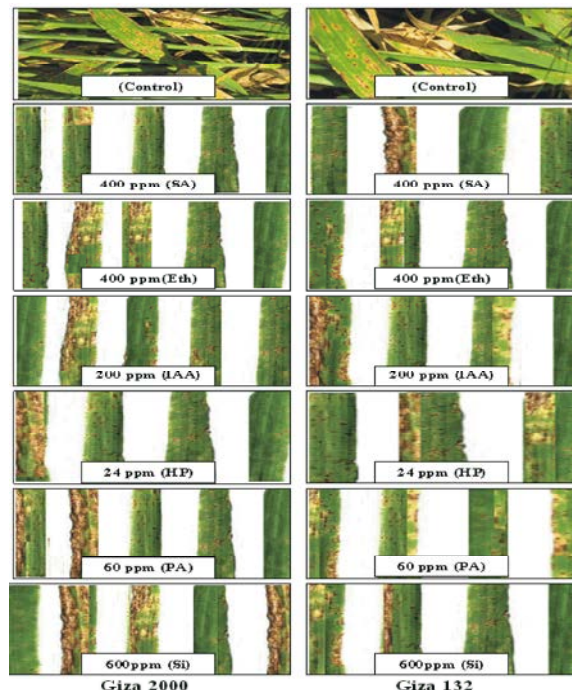 (Control)
(Control)
400 ppm (SA)
400 ppm (SA)
400 ppm(Eth)
400 ppm(Eth)
200 ppm (IAA)
200 ppm (IAA)
24 ppm (HP)
24 ppm (HP)
60 ppm (PA)
60 ppm (PA)
600ppm (Si)
600ppm (Si)
Giza 2000
Giza 132